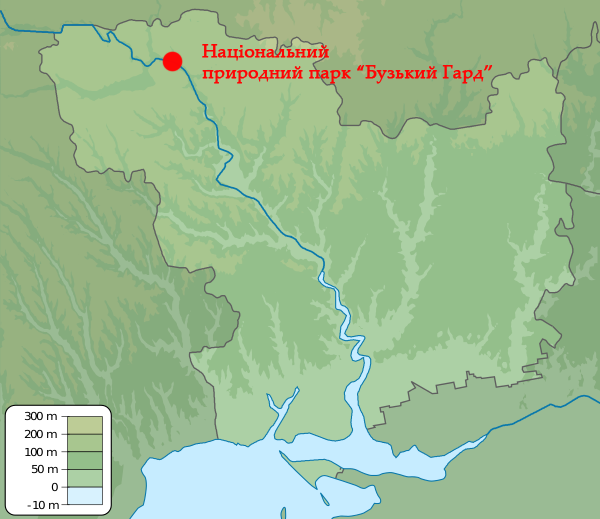 Національний
природний парк “Бузький Гард”
300 m
200 m
100 m
50 m
0
-10 m